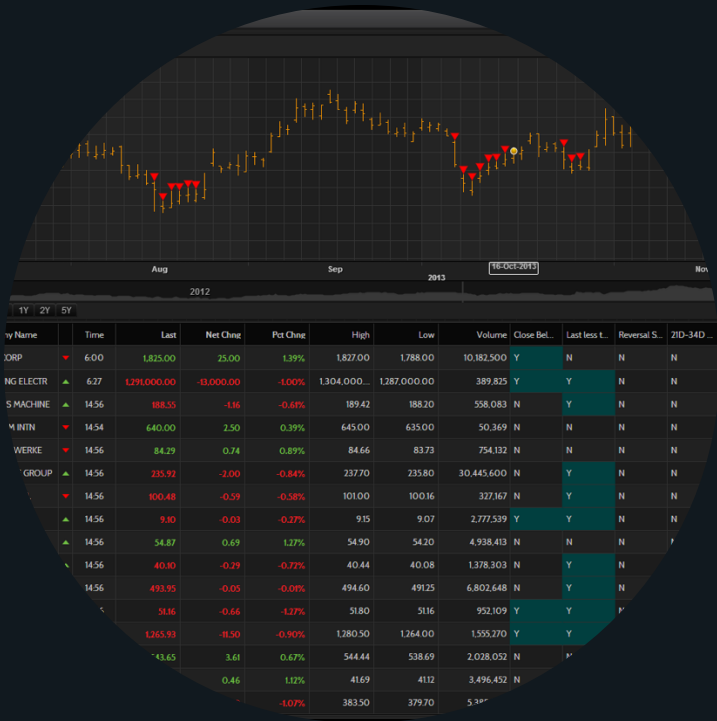 Aug Sep 16-Oct-2013 Nov
2013
2012
1Y 2Y 5Y
ny Name Time Last Net Chng Pct Chng High Low Volume Close Bel... Last less t... Reversal S... 21D-34D ...
CORP 6:00 1,825.00 25.00 1.39% 1,827.00 1,788.00 10,182,500 Y N N N
NG ELECTR 6:27 1,291,000.00 -13,000.00 -1.00% 1,304,000... 1,287,000.00 389,825 Y Y N N
S MACHINE 14:56 188.55 -1.16 -0.61% 189.42 188.20 558,083 N Y N N
M INTN 14:54 640.00 2.50 0.39% 645.00 635.00 50,369 N N N N
WERKE 14:56 84.29 0.74 0.89% 84.66 83.73 754,132 N N N N
GROUP 14:56 235.92 -2.00 -0.84% 237.70 235.80 30,445,600 N Y N N
14:56 100.48 -0.59 -0.58% 101.00 100.16 327,167 N Y N N
14:56 9.10 -0.03 -0.27% 9.15 9.07 2,777,539 Y Y N N
14:56 54.87 0.69 1.27% 54.90 54.20 4,938,413 N N N
14:56 40.10 -0.29 -0.72% 40.44 40.08 1,378,303 N Y N
14:56 493.95 -0.05 -0.01% 494.60 491.25 6,802,648 N Y N
51.16 -0.66 -1.27% 51.80 51.16 952,109 Y Y
1,265.93 -11.50 -0.90% 1,280.50 1,264.00 1,555,270 Y Y
543.65 3.61 0.67% 544.44 538.69 2,028,052 N
0.46 1.12% 41.69 41.12 3,496,452 N
-1.07% 383.50 379.70